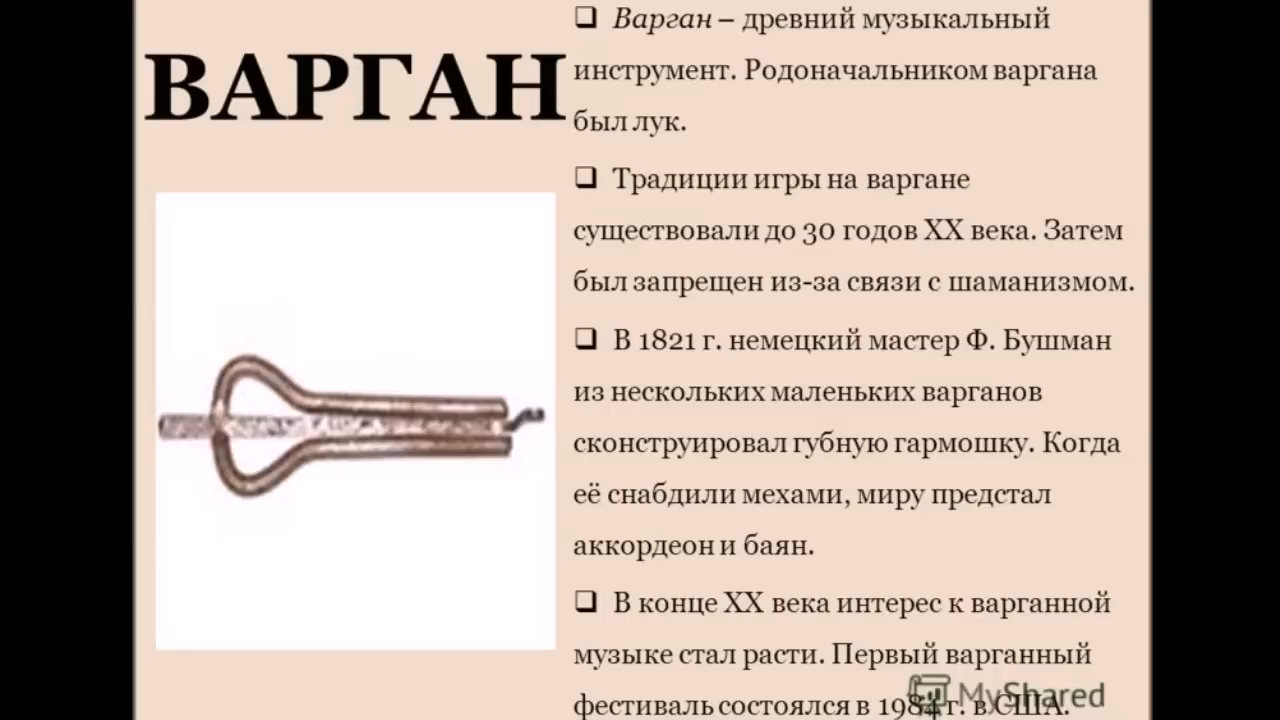 ВАРГАН
❑ Варган – древний музыкальный
инструмент. Родоначальником варгана
был лук.
❑ Традиции игры на варгане
существовали до 30 годов XX века. Затем
был запрещен из-за связи с шаманизмом.
❑ В 1821 г. немецкий мастер Ф. Бушман
из нескольких маленьких варганов
сконструировал губную гармошку. Когда
её снабдили мехами, миру предстал
аккордеон и баян.
❑ В конце XX века интерес к варганной
музыке стал расти. Первый варганный
фестиваль состоялся в 1984 г. в США.
MyShared